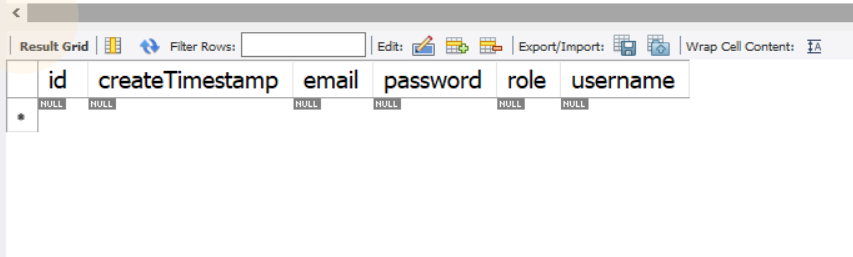 Result Grid Filter Rows: Edit: Export/Import: Wrap Cell Content: IA
id createTimestamp email password role username
NULL NULL NULL NULL NULL NULL